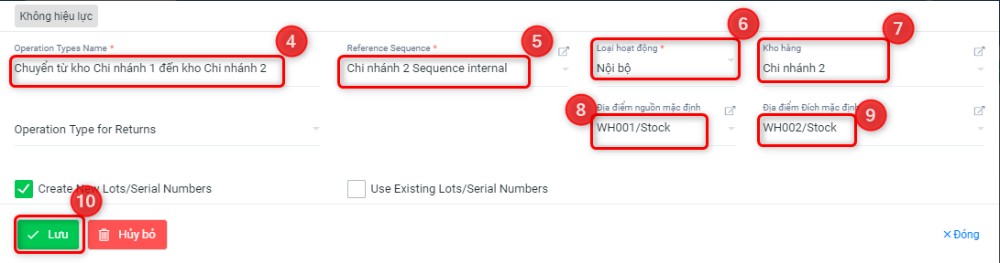 Không hiệu lực
4
5
6
7
Operation Types Name *
Reference Sequence *
Loại hoạt động *
Kho hàng
Chuyển từ kho Chi nhánh 1 đến kho Chi nhánh 2
Chi nhánh 2 Sequence internal
Nội bộ
Chi nhánh 2
8
9
Địa điểm nguồn mặc định
Địa điểm Đích mặc định
Operation Type for Returns
WH001/Stock
WH002/Stock
Create New Lots/Serial Numbers
Use Existing Lots/Serial Numbers
10
Lưu
Hủy bỏ
× Đóng